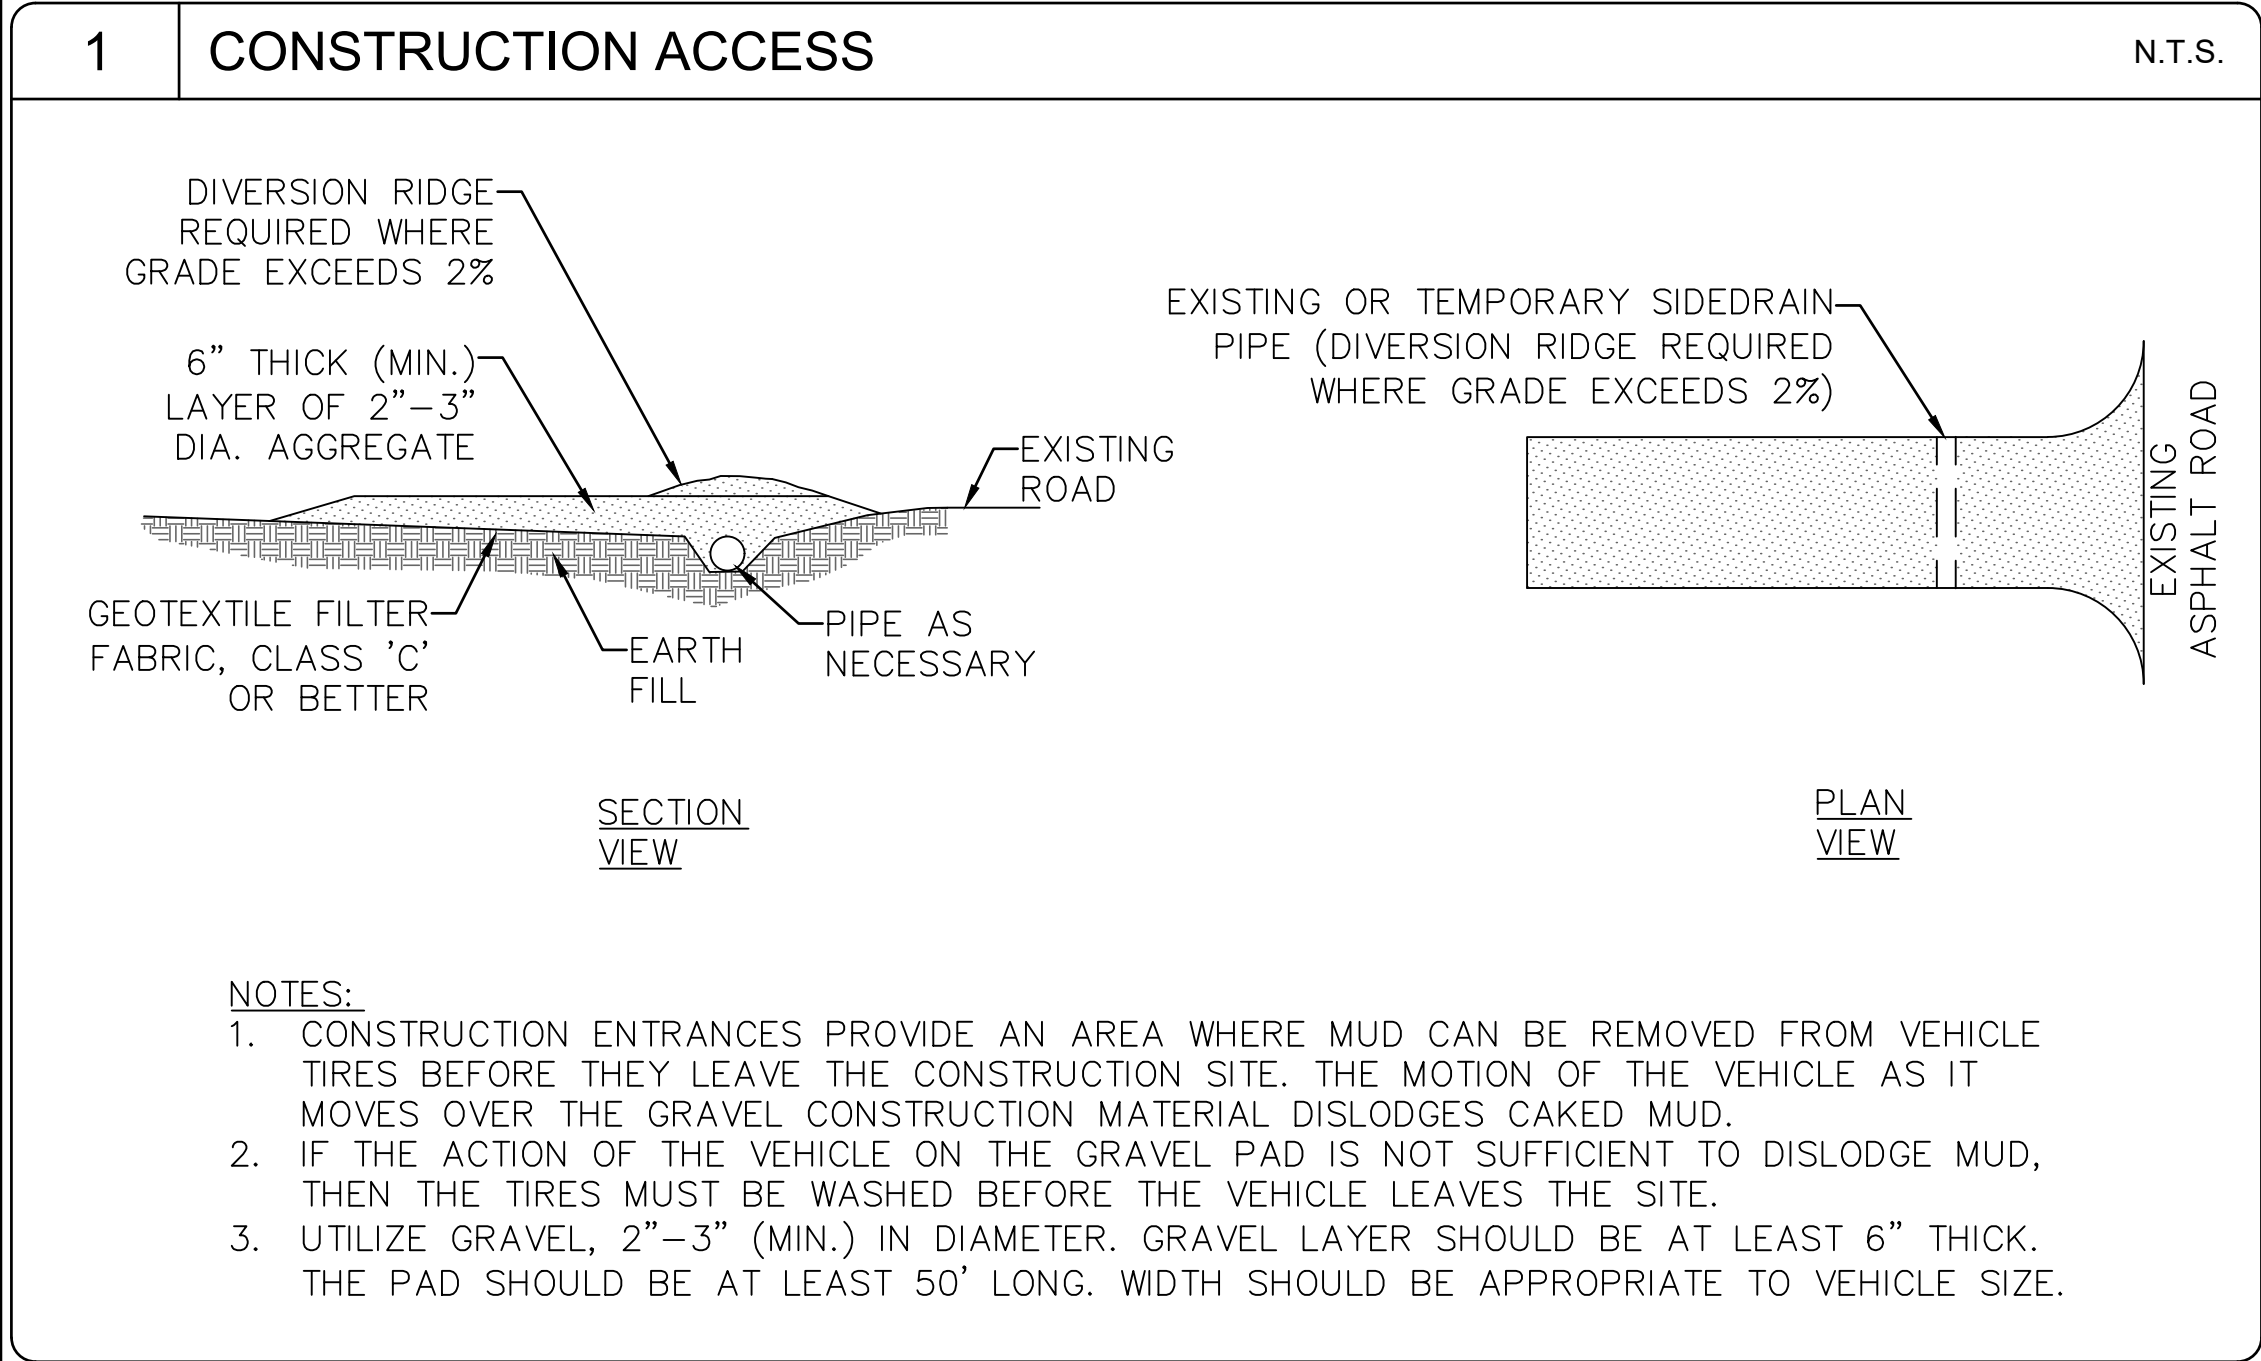 1
CONSTRUCTION ACCESS
N.T.S.
DIVERSION RIDGE
REQUIRED WHERE
GRADE EXCEEDS 2%
6" THICK (MIN.)
LAYER OF 2"-3"
DIA. AGGREGATE
EXISTING
ROAD
GEOTEXTILE FILTER
FABRIC, CLASS 'C'
OR BETTER
EARTH
FILL
PIPE AS
NECESSARY
SECTION
VIEW
EXISTING OR TEMPORARY SIDEDRAIN
PIPE (DIVERSION RIDGE REQUIRED
WHERE GRADE EXCEEDS 2%)
EXISTING
ASPHALT ROAD
PLAN
VIEW
NOTES:
1. CONSTRUCTION ENTRANCES PROVIDE AN AREA WHERE MUD CAN BE REMOVED FROM VEHICLE
TIRES BEFORE THEY LEAVE THE CONSTRUCTION SITE. THE MOTION OF THE VEHICLE AS IT
MOVES OVER THE GRAVEL CONSTRUCTION MATERIAL DISLODGES CAKED MUD.
2. IF THE ACTION OF THE VEHICLE ON THE GRAVEL PAD IS NOT SUFFICIENT TO DISLODGE MUD,
THEN THE TIRES MUST BE WASHED BEFORE THE VEHICLE LEAVES THE SITE.
3. UTILIZE GRAVEL, 2"-3" (MIN.) IN DIAMETER. GRAVEL LAYER SHOULD BE AT LEAST 6" THICK.
THE PAD SHOULD BE AT LEAST 50' LONG. WIDTH SHOULD BE APPROPRIATE TO VEHICLE SIZE.